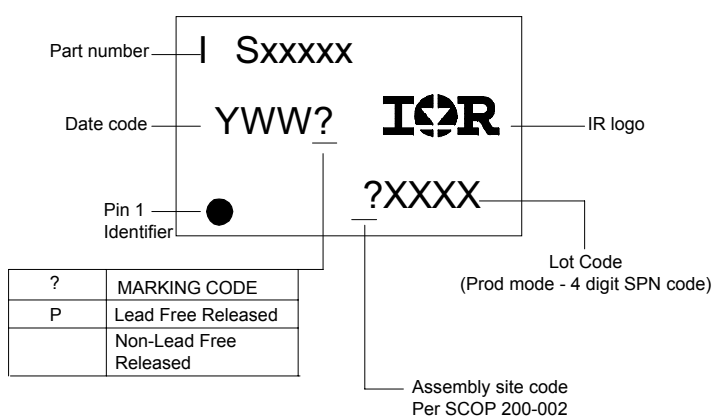 Part number
I Sxxxxx
Date code
YWW?
IOR
IR logo
Pin 1
Identifier
?XXXX
Lot Code
(Prod mode - 4 digit SPN code)
? MARKING CODE
P Lead Free Released
Non-Lead Free
Released
Assembly site code
Per SCOP 200-002